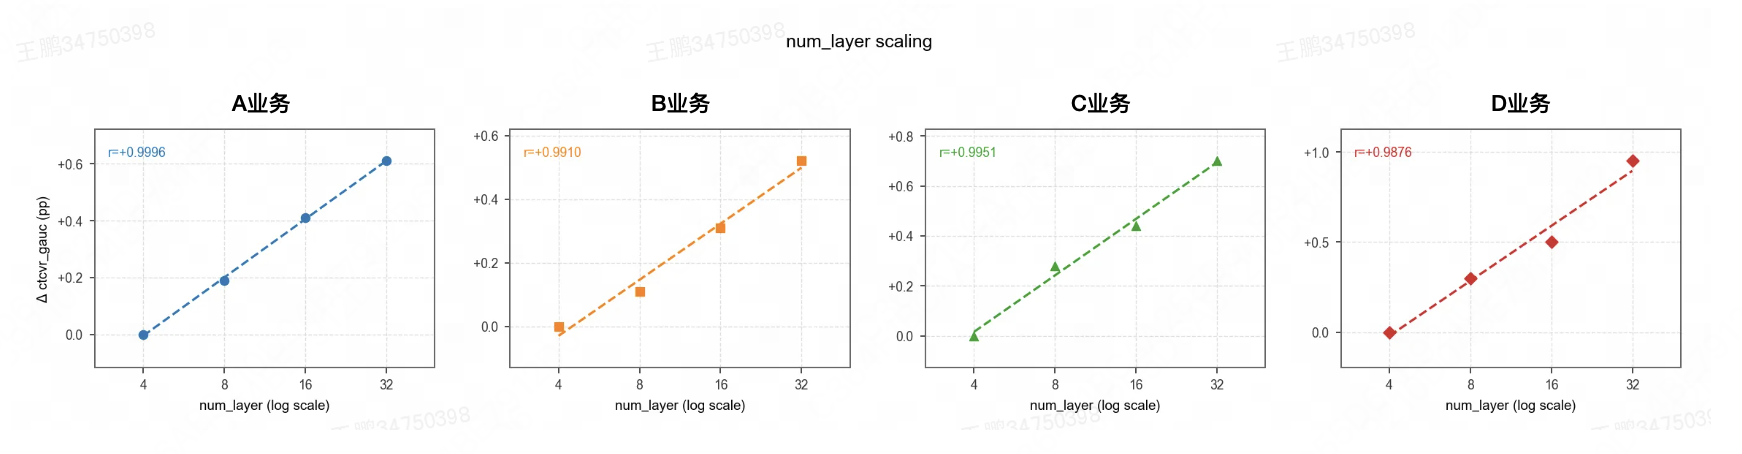 王鹏34750398
王鹏34750398
王鹏34750398
num_layer scaling
A业务
r=+0.9996
+0.6
+0.4
+0.2
0.0
Δ ctcvr_gauc (pp)
4 8 16 32
num_layer (log scale)
B业务
r=+0.9910
+0.6
+0.4
+0.2
0.0
4 8 16 32
num_layer (log scale)
C业务
r=+0.9951
+0.8
+0.6
+0.4
+0.2
0.0
4 8 16 32
num_layer (log scale)
D业务
r=+0.9876
+1.0
+0.5
0.0
4 8 16 32
num_layer (log scale)